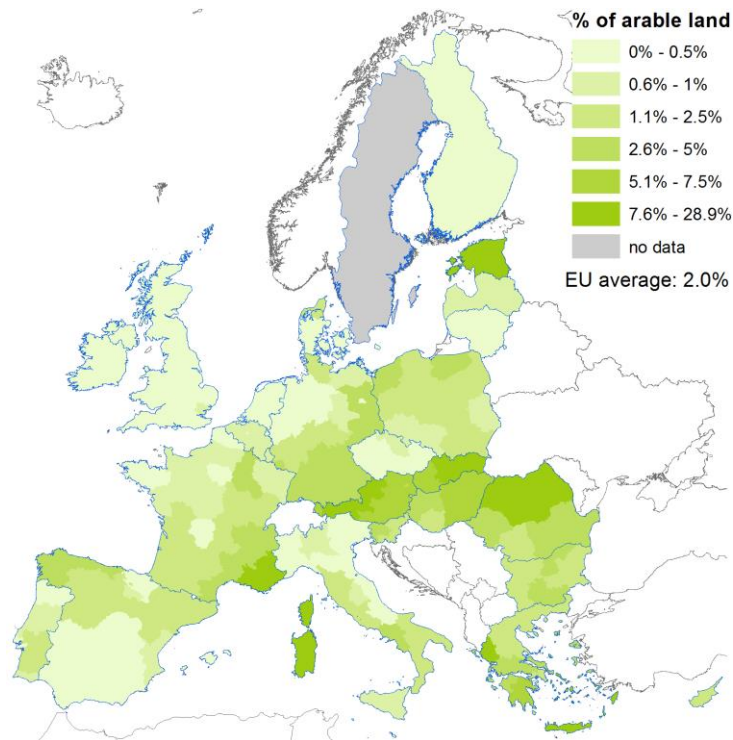 % of arable land
0% - 0.5%
0.6% - 1%
1.1% - 2.5%
2.6% - 5%
5.1% - 7.5%
7.6% - 28.9%
no data
EU average: 2.0%